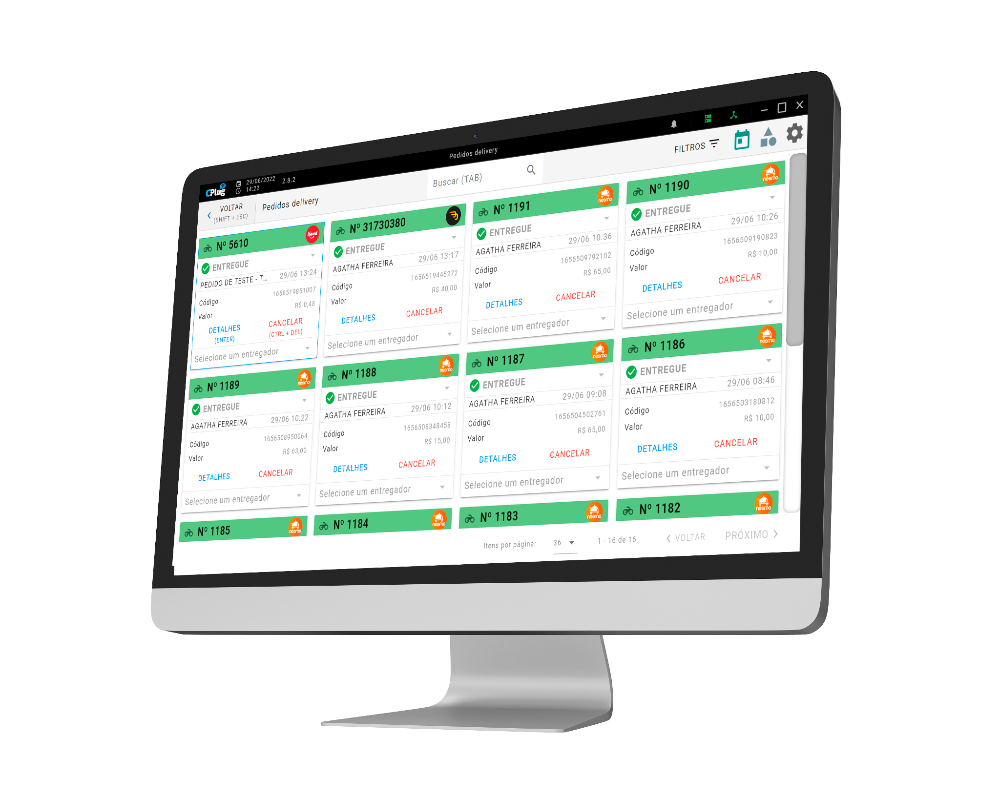 Pedidos delivery
CPlug
29/06/2022
14:22
2.8.2
VOLTAR
(SHIFT + ESC)
Pedidos delivery
Buscar (TAB)
FILTROS
Nº 5610
ifood
ENTREGUE
PEDIDO DE TESTE - T...
29/06 13:24
Código
1656519851007
Valor
R$ 0,48
DETALHES
(ENTER)
CANCELAR
(CTRL + DEL)
Selecione um entregador
Nº 31730380
ENTREGUE
AGATHA FERREIRA
29/06 13:17
Código
1656519445272
Valor
R$ 40,00
DETALHES
CANCELAR
Selecione um entregador
Nº 1191
neemo
ENTREGUE
AGATHA FERREIRA
29/06 10:36
Código
1656509792102
Valor
R$ 65,00
DETALHES
CANCELAR
Selecione um entregador
Nº 1190
neemo
ENTREGUE
AGATHA FERREIRA
29/06 10:26
Código
1656509190823
Valor
R$ 10,00
DETALHES
CANCELAR
Selecione um entregador
Nº 1189
neemo
ENTREGUE
AGATHA FERREIRA
29/06 10:22
Código
1656508950064
Valor
R$ 63,00
DETALHES
CANCELAR
Selecione um entregador
Nº 1188
neemo
ENTREGUE
AGATHA FERREIRA
29/06 10:12
Código
1656508348458
Valor
R$ 15,00
DETALHES
CANCELAR
Selecione um entregador
Nº 1187
neemo
ENTREGUE
AGATHA FERREIRA
29/06 09:08
Código
1656504502761
Valor
R$ 65,00
DETALHES
CANCELAR
Selecione um entregador
Nº 1186
neemo
ENTREGUE
AGATHA FERREIRA
29/06 08:46
Código
1656503180812
Valor
R$ 10,00
DETALHES
CANCELAR
Selecione um entregador
Nº 1185
neemo
Nº 1184
neemo
Nº 1183
neemo
Nº 1182
neemo
Itens por página:
36
1 - 16 de 16
VOLTAR
PRÓXIMO